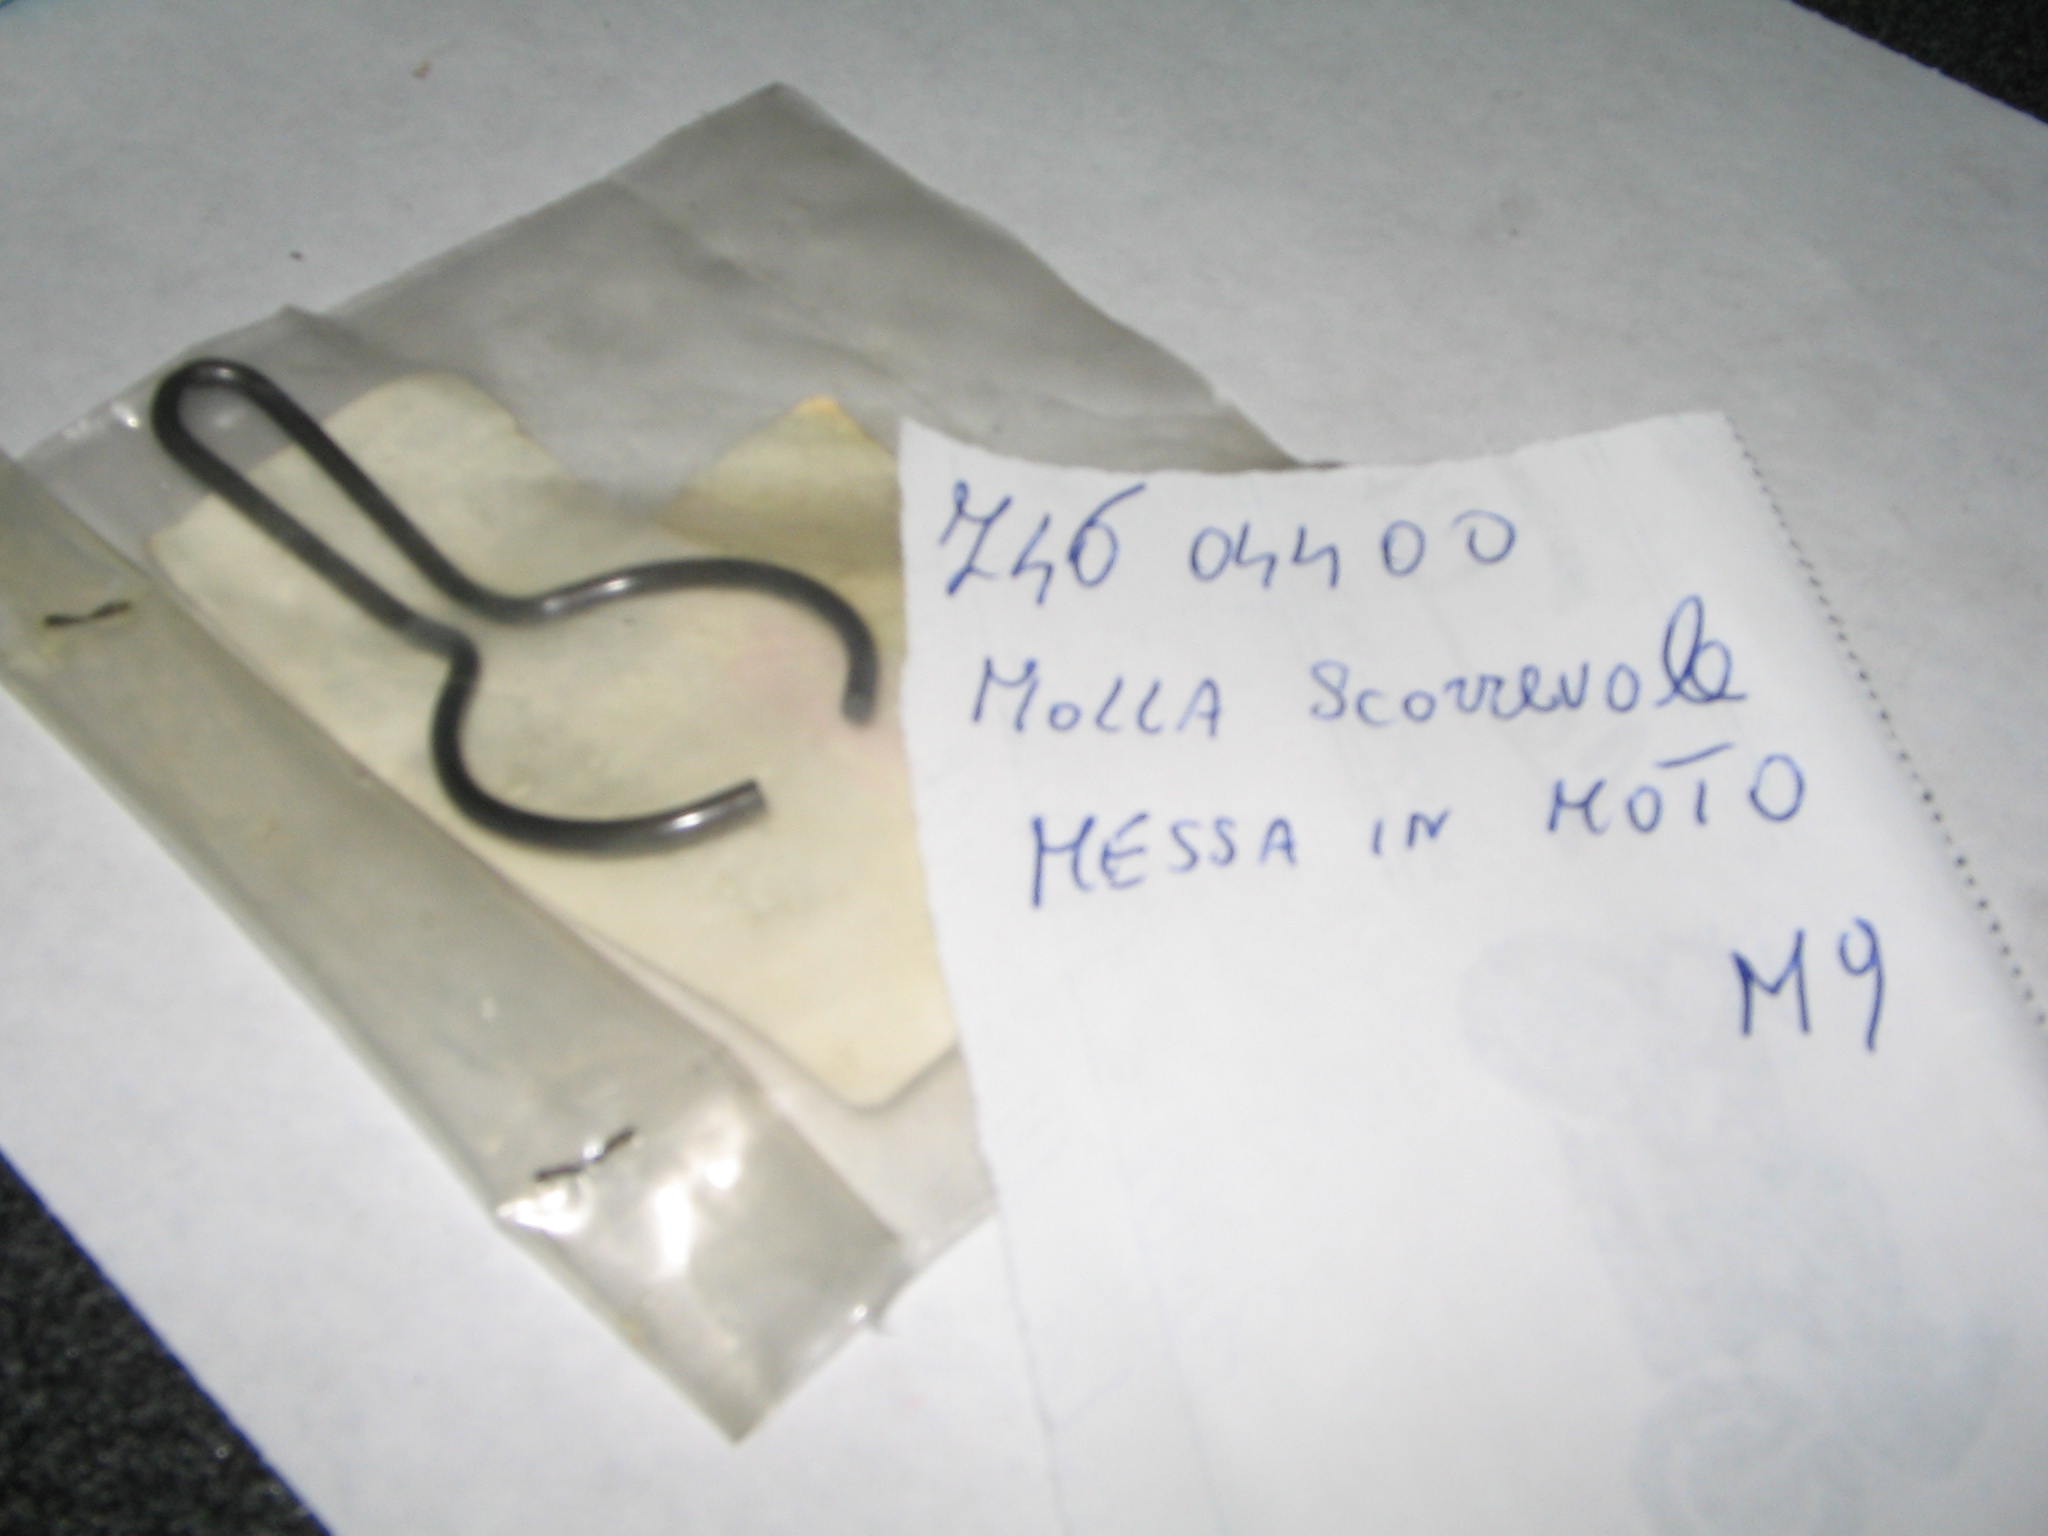 746 04400
MOLLA Scorrevole
MESSA IN MOTO
M9